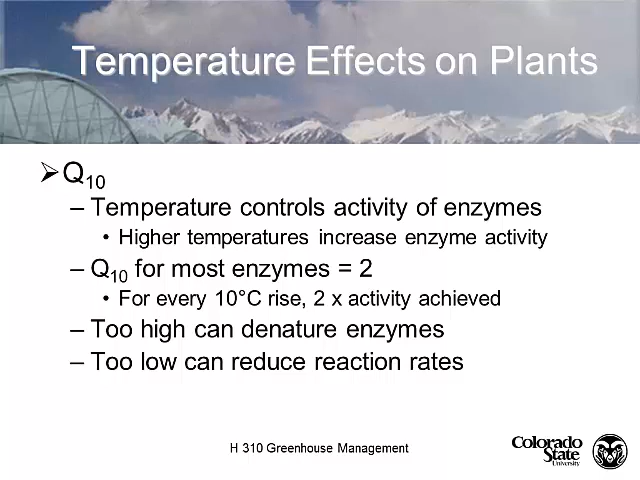 Temperature Effects on Plants
➢Q10
– Temperature controls activity of enzymes
• Higher temperatures increase enzyme activity
– Q10 for most enzymes = 2
• For every 10°C rise, 2 x activity achieved
– Too high can denature enzymes
– Too low can reduce reaction rates
H 310 Greenhouse Management
Colorado
State
University